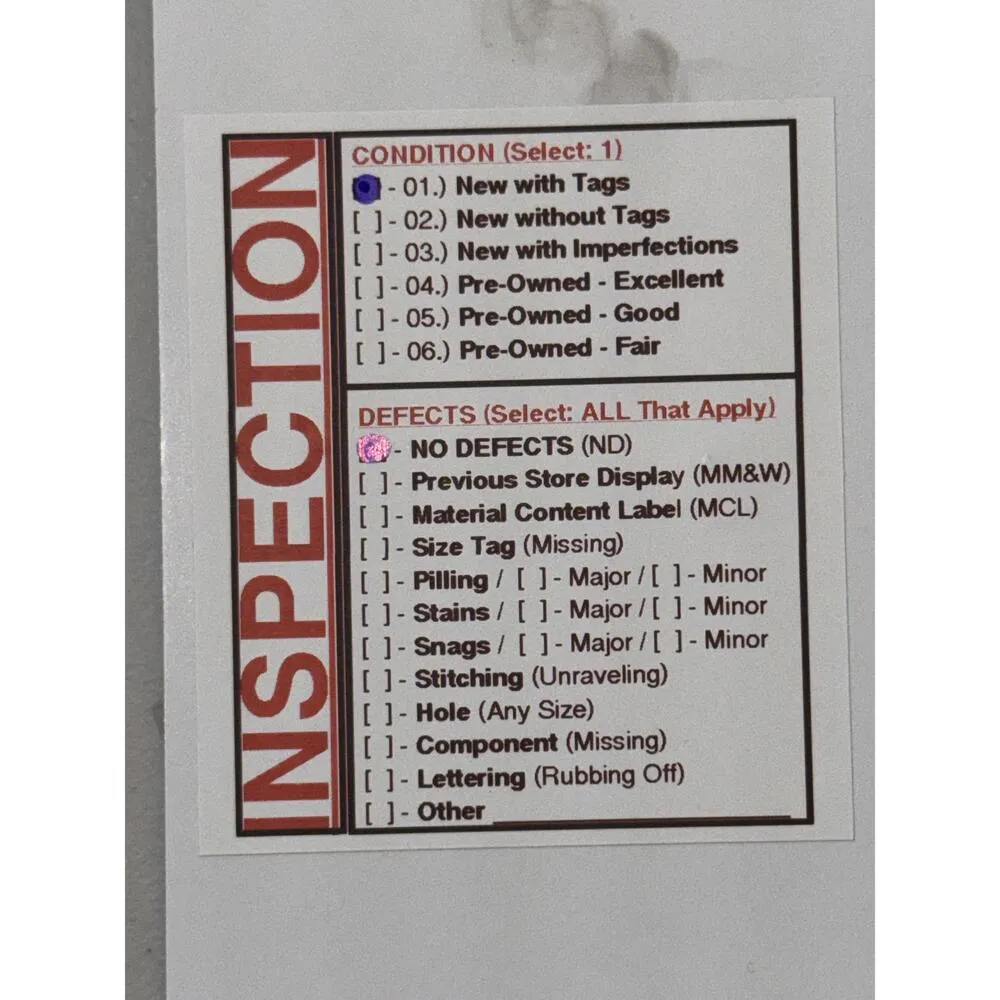 INSPECTION
CONDITION (Select: 1)
- 01.) New with Tags
[ ] - 02.) New without Tags
[ ] - 03.) New with Imperfections
[ ] - 04.) Pre-Owned - Excellent
[ ] - 05.) Pre-Owned - Good
[ ] - 06.) Pre-Owned - Fair
DEFECTS (Select: ALL That Apply)
- NO DEFECTS (ND)
[ ] - Previous Store Display (MM&W)
[ ] - Material Content Label (MCL)
[ ] - Size Tag (Missing)
[ ] - Pilling / [ ] - Major / [ ] - Minor
[ ] - Stains / [ ] - Major / [ ] - Minor
[ ] - Snags / [ ] - Major / [ ] - Minor
[ ] - Stitching (Unraveling)
[ ] - Hole (Any Size)
[ ] - Component (Missing)
[ ] - Lettering (Rubbing Off)
[ ] - Other